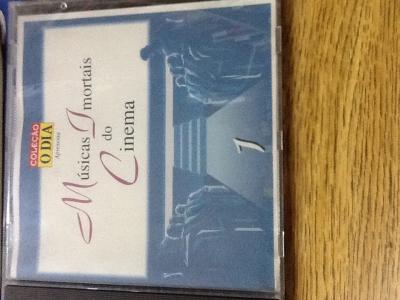 COLEÇÃO
O DIA
Apresenta
Músicas Imortais
do
Cinema
1